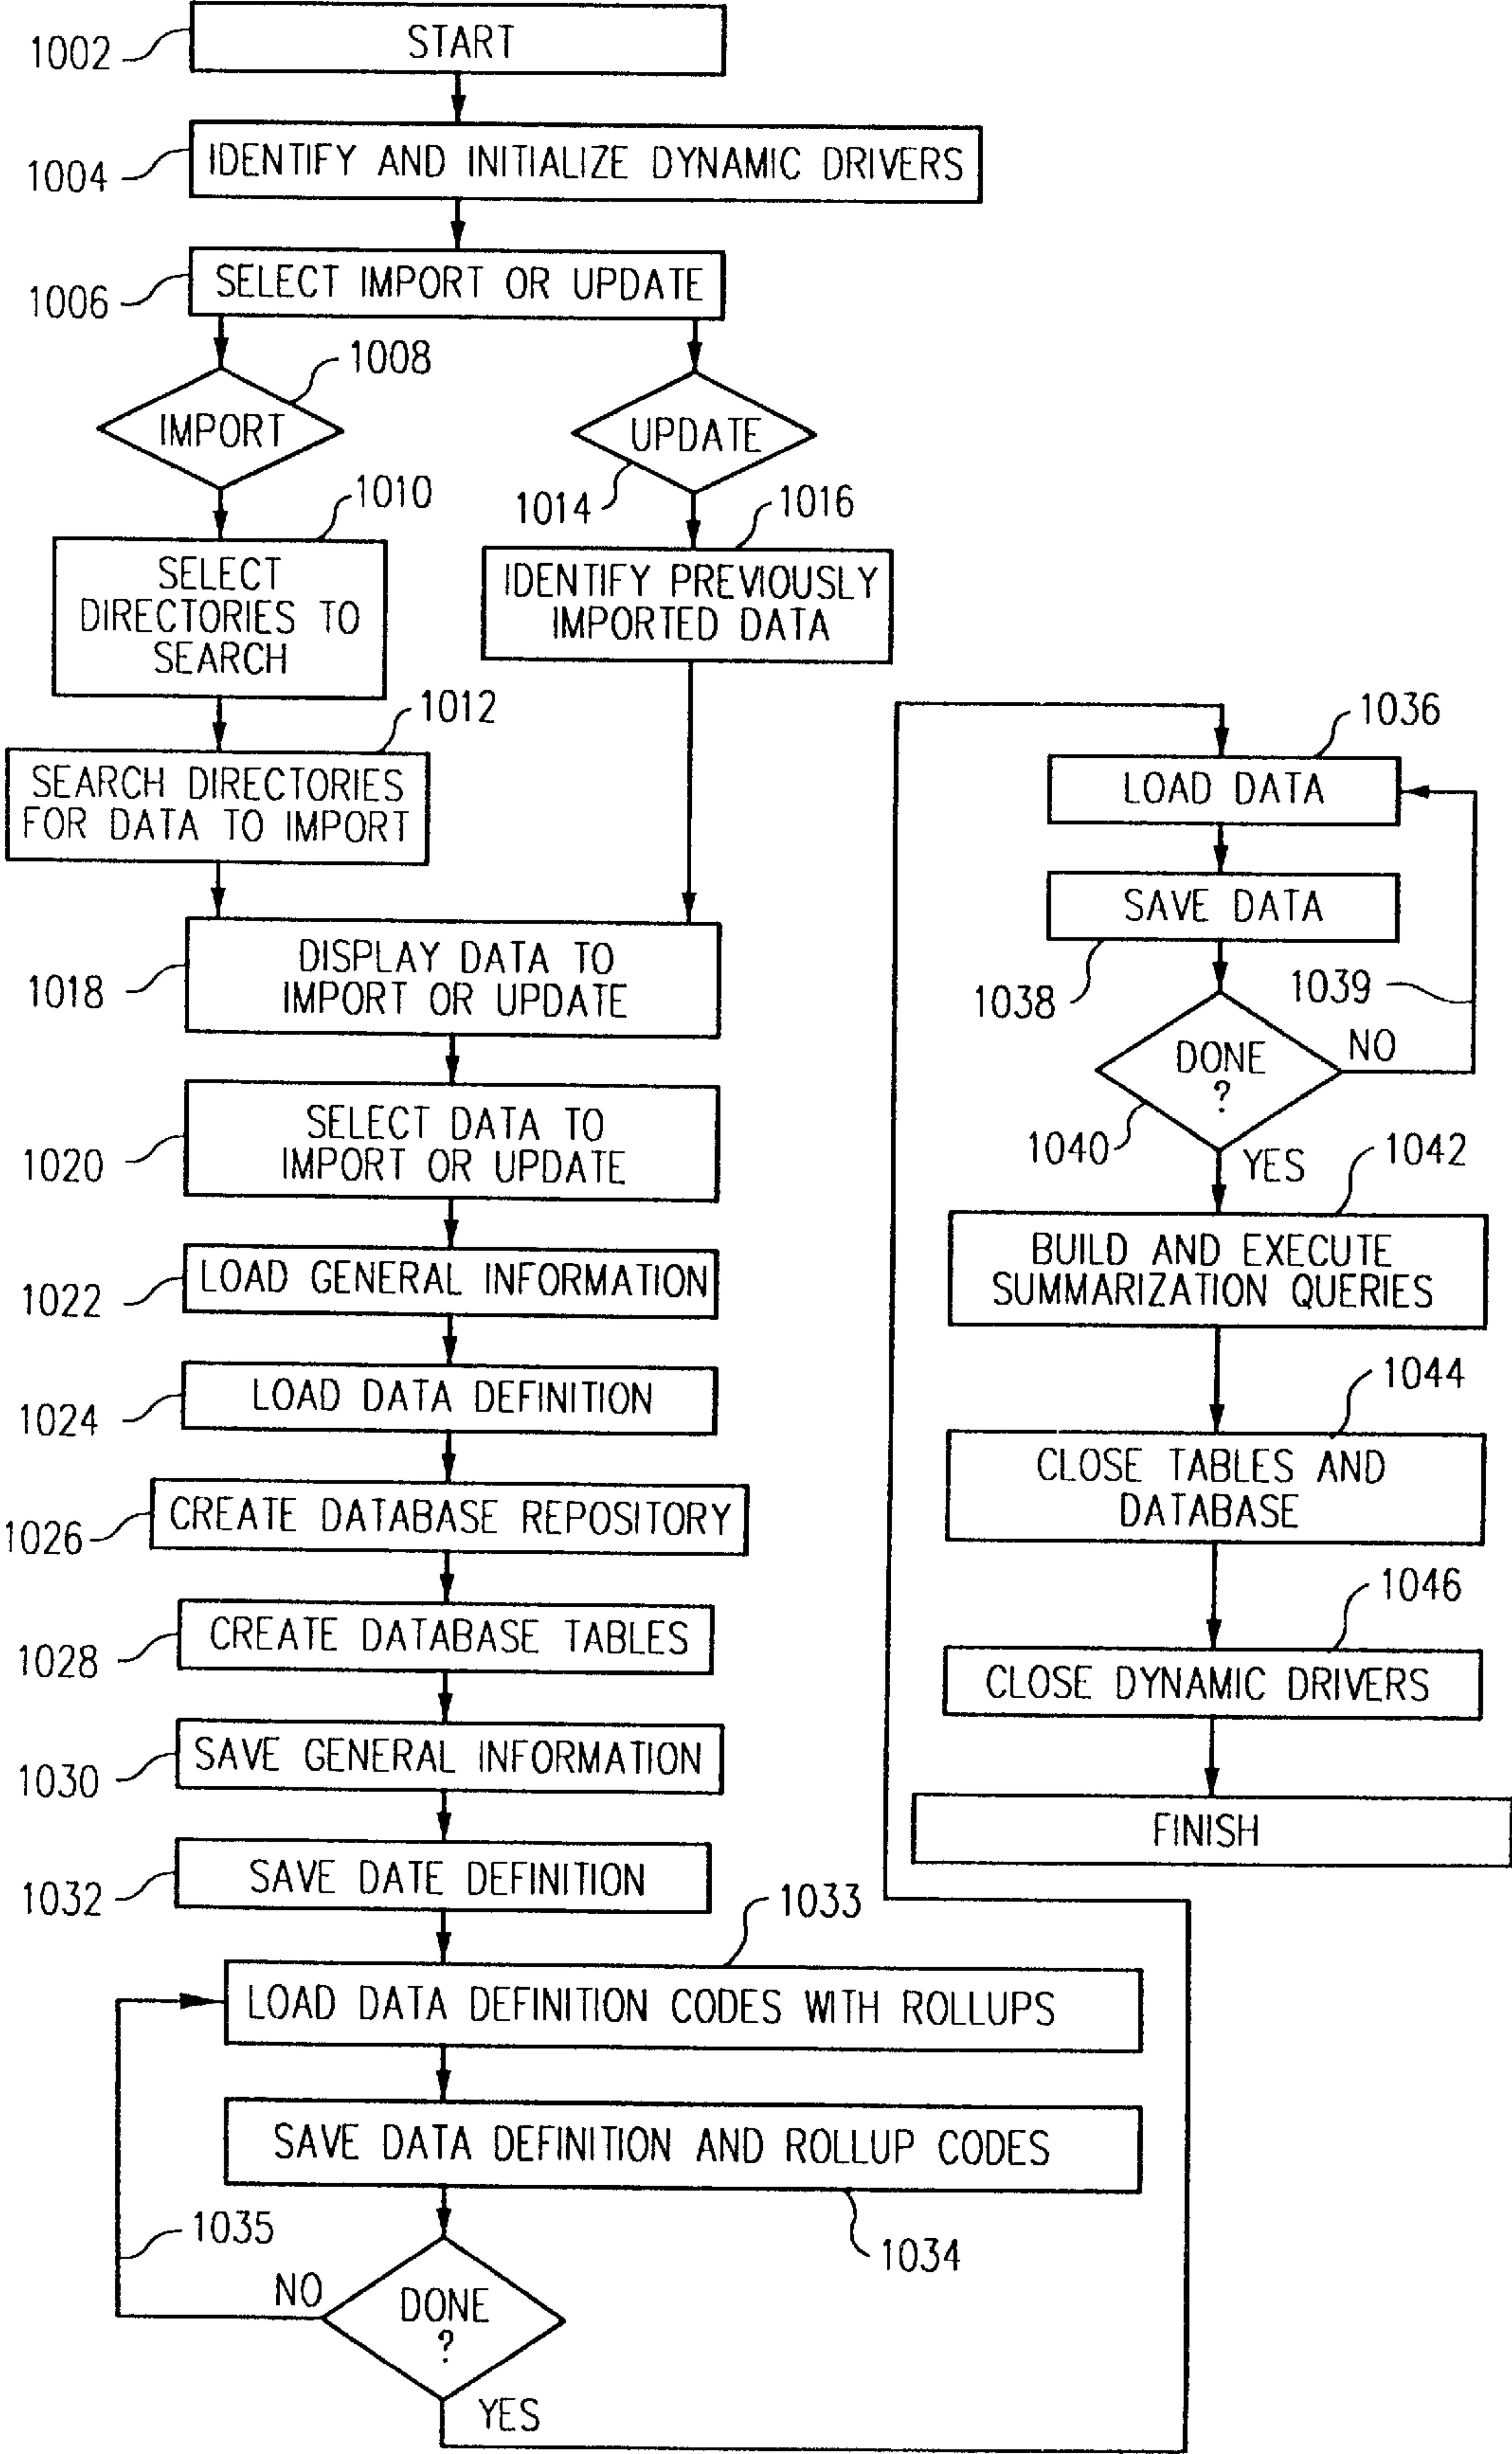 1002
START
1004
IDENTIFY AND INITIALIZE DYNAMIC DRIVERS
1006
SELECT IMPORT OR UPDATE
1008
IMPORT
UPDATE
1014
1010
SELECT
DIRECTORIES TO
SEARCH
1016
IDENTIFY PREVIOUSLY
IMPORTED DATA
1012
SEARCH DIRECTORIES
FOR DATA TO IMPORT
1018
DISPLAY DATA TO
IMPORT OR UPDATE
1020
SELECT DATA TO
IMPORT OR UPDATE
1022
LOAD GENERAL INFORMATION
1024
LOAD DATA DEFINITION
1026
CREATE DATABASE REPOSITORY
1028
CREATE DATABASE TABLES
1030
SAVE GENERAL INFORMATION
1032
SAVE DATE DEFINITION
1033
LOAD DATA DEFINITION CODES WITH ROLLUPS
SAVE DATA DEFINITION AND ROLLUP CODES
1034
1035
NO
DONE
?
YES
1036
LOAD DATA
SAVE DATA
1038
1039
DONE
?
NO
1040
YES
1042
BUILD AND EXECUTE
SUMMARIZATION QUERIES
1044
CLOSE TABLES AND
DATABASE
1046
CLOSE DYNAMIC DRIVERS
FINISH